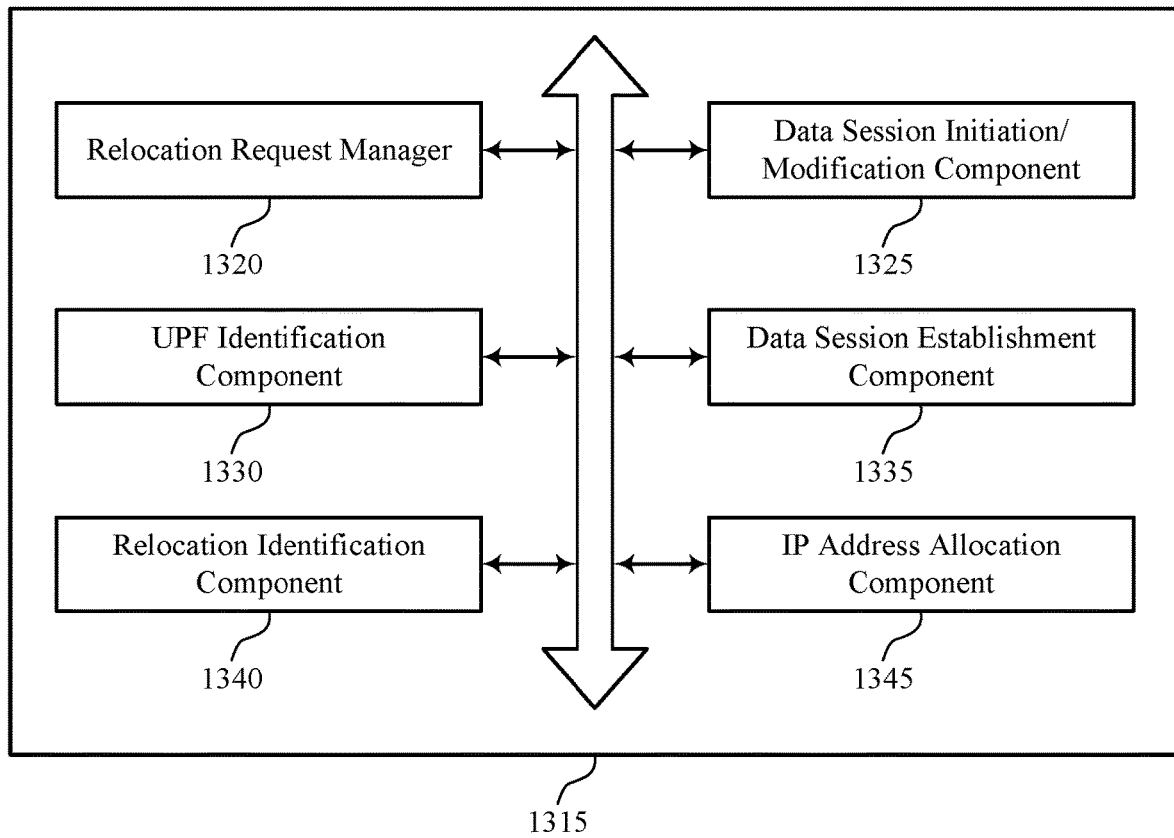 Relocation Request Manager
1320
Data Session Initiation/
Modification Component
1325
UPF Identification
Component
1330
Data Session Establishment
Component
1335
Relocation Identification
Component
1340
IP Address Allocation
Component
1345
1315